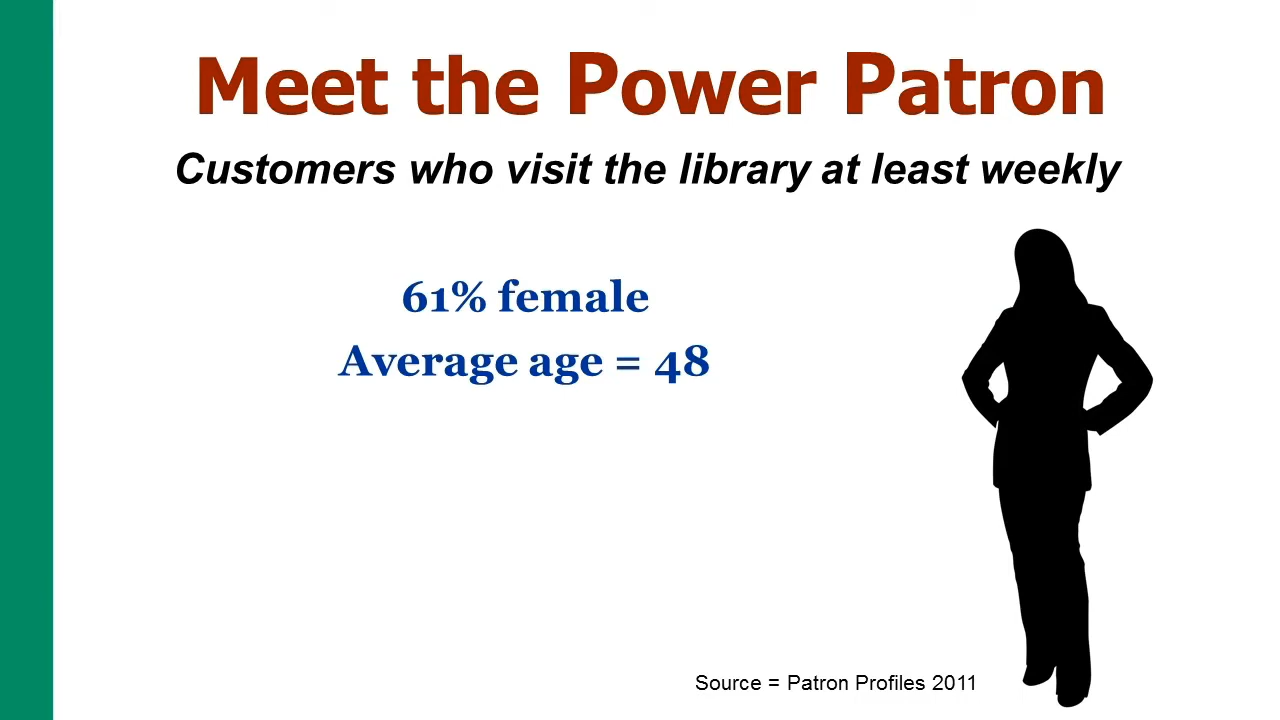 Meet the Power Patron
Customers who visit the library at least weekly
61% female
Average age = 48
Source = Patron Profiles 2011